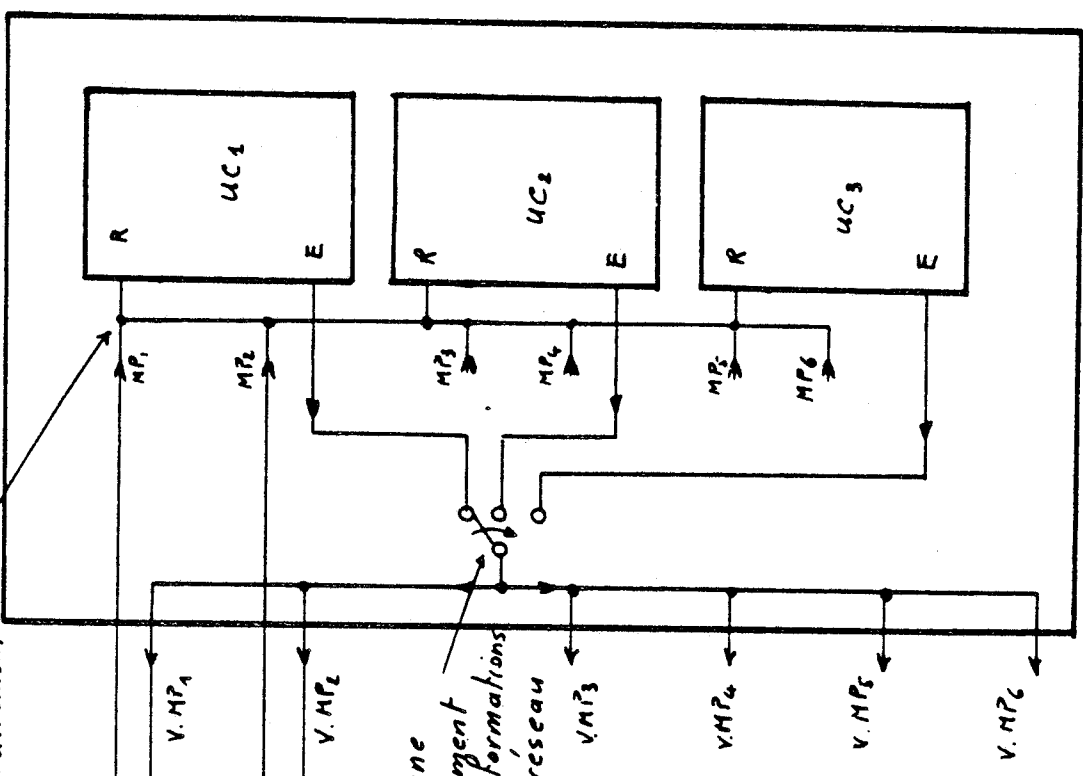 UC1
R
E
UC2
R
E
UC3
R
E
MP1
MP2
MP3
MP4
MP5
MP6
V.MP1
V.MP2
V.MP3
V.MP4
V.MP5
V.MP6
ne
ment
formations
réseau